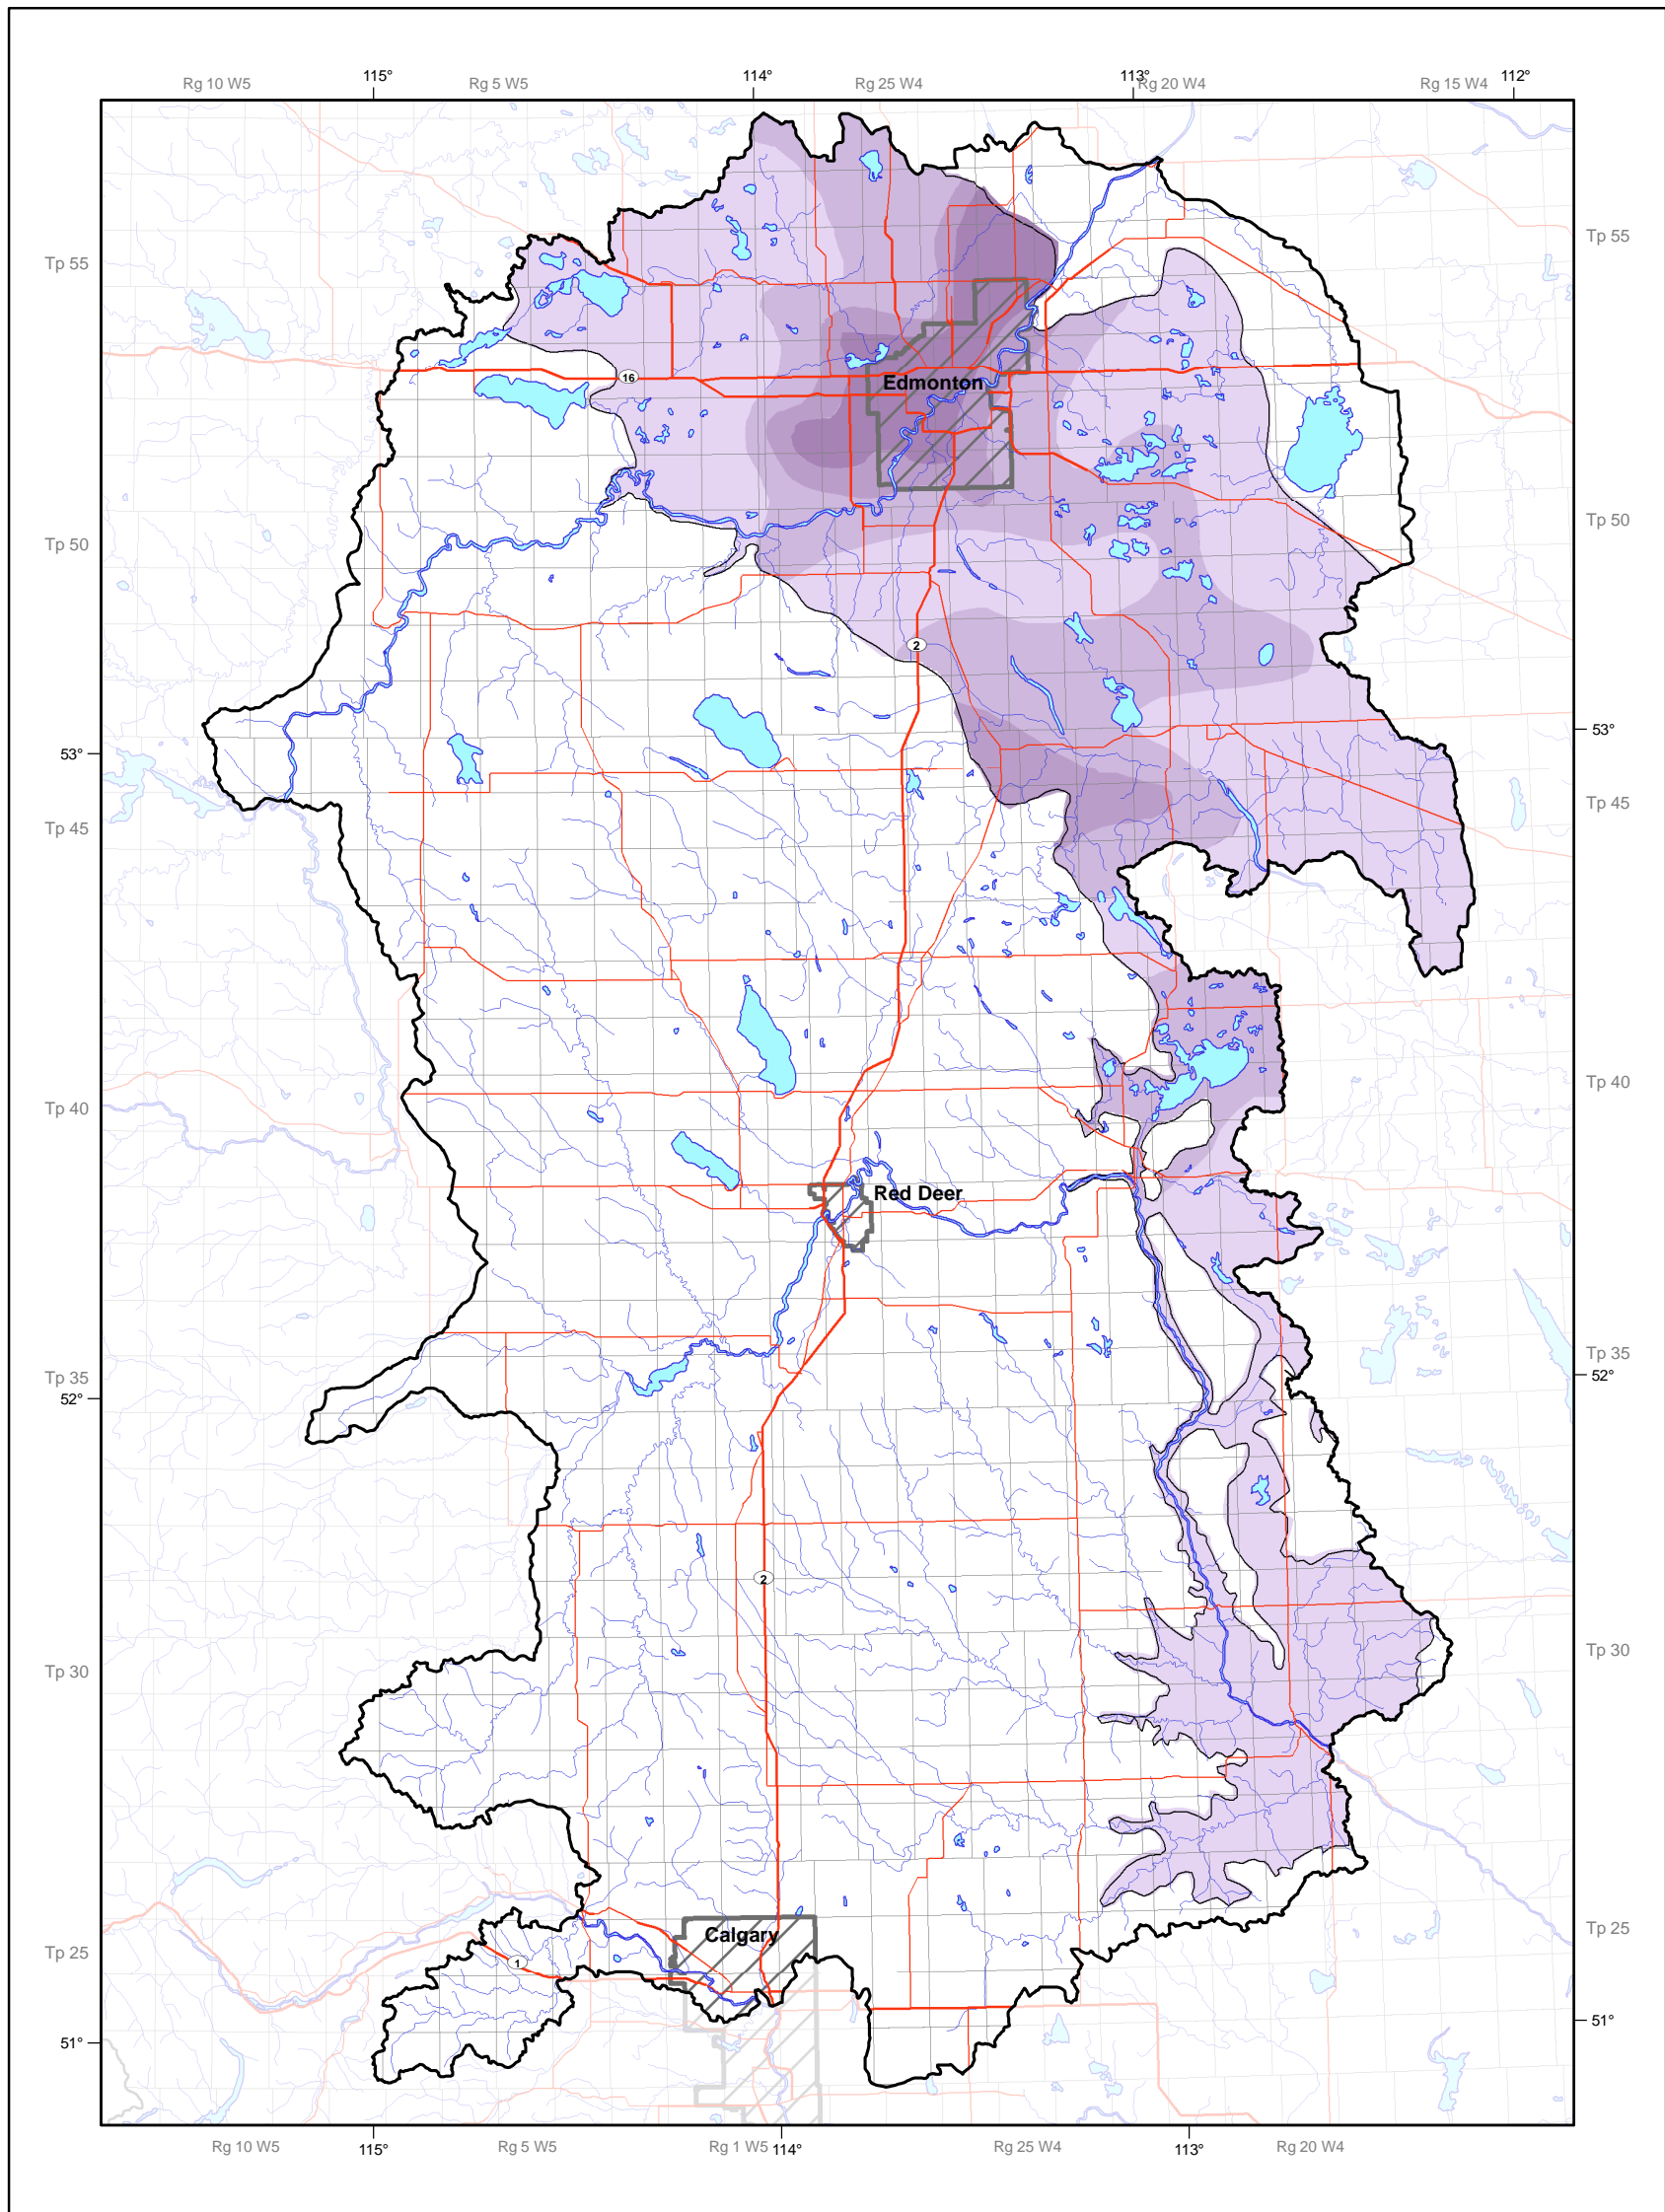 115° 114° 113° 112°
Rg 10 W5 Rg 5 W5 Rg 25 W4 Rg 20 W4 Rg 15 W4
Tp 55 Tp 55
16
Edmonton
Tp 50 Tp 50
2
53° 53°
Tp 45 Tp 45
Tp 40 Tp 40
Red Deer
Tp 35 Tp 35
52° 52°
2
Tp 30 Tp 30
Calgary
Tp 25 Tp 25
1
51° 51°
Rg 10 W5 115° Rg 5 W5 Rg 1 W5 114° Rg 25 W4 113° Rg 20 W4